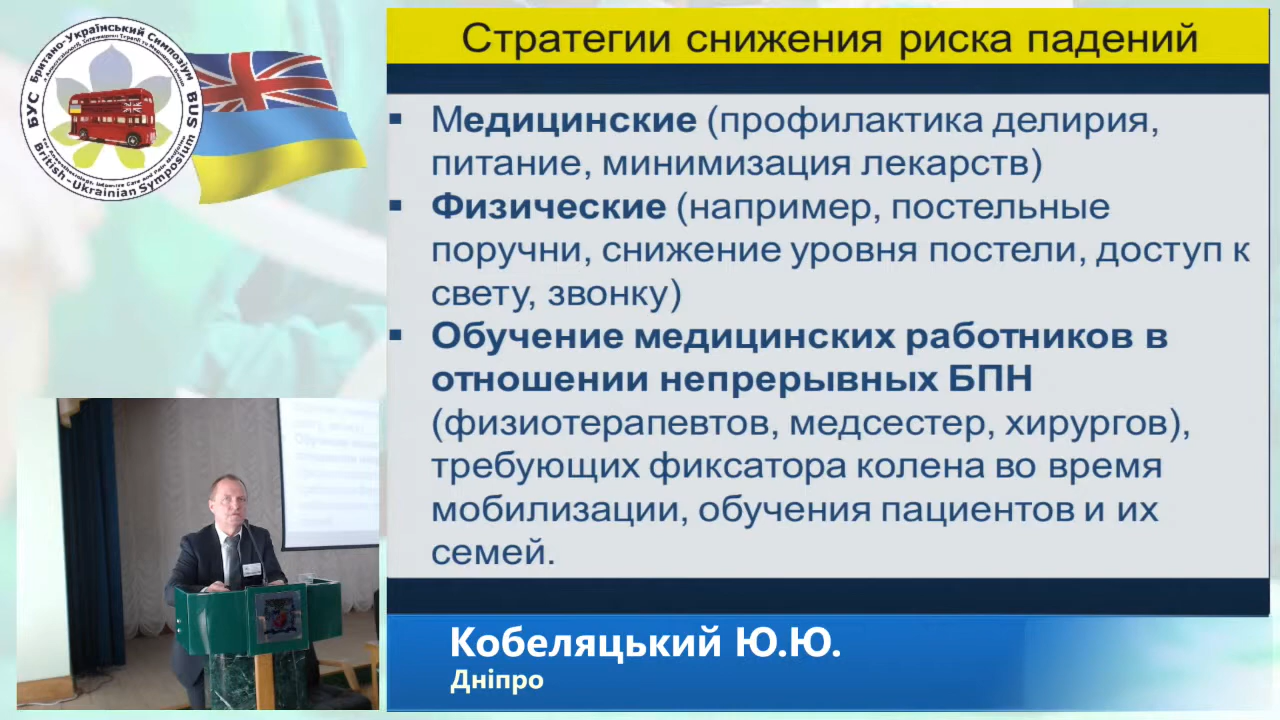 Британо-Український Симпозіум
БУС
BUS
British-Ukrainian Symposium
Стратегии снижения риска падений
▪ Медицинские (профилактика делирия,
питание, минимизация лекарств)
▪ Физические (например, постельные
поручни, снижение уровня постели, доступ к
свету, звонку)
▪ Обучение медицинских работников в
отношении непрерывных БПН
(физиотерапевтов, медсестер, хирургов),
требующих фиксатора колена во время
мобилизации, обучения пациентов и их
семей.
Кобеляцький Ю.Ю.
Дніпро